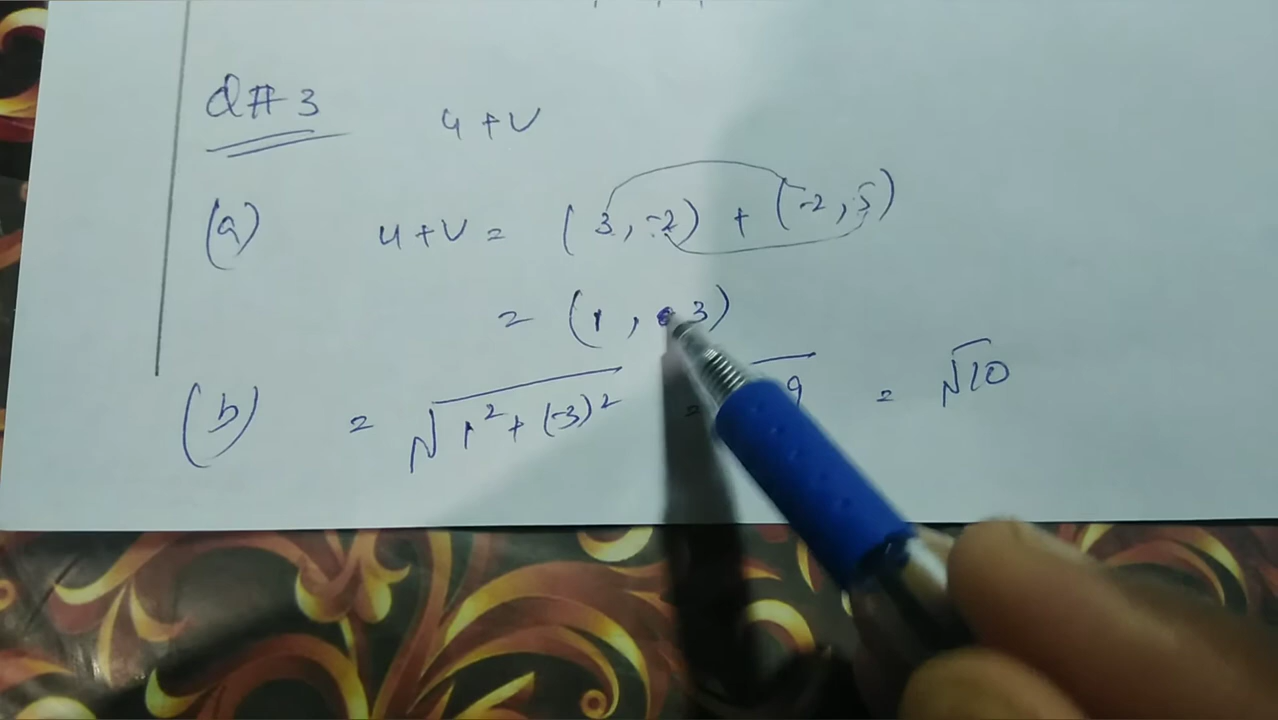 Q#3
u+v
(a) u+v = (3, -2) + (-2, 5)
= (1, 3)
(b) = √1² + (-3)² = 9 = √10